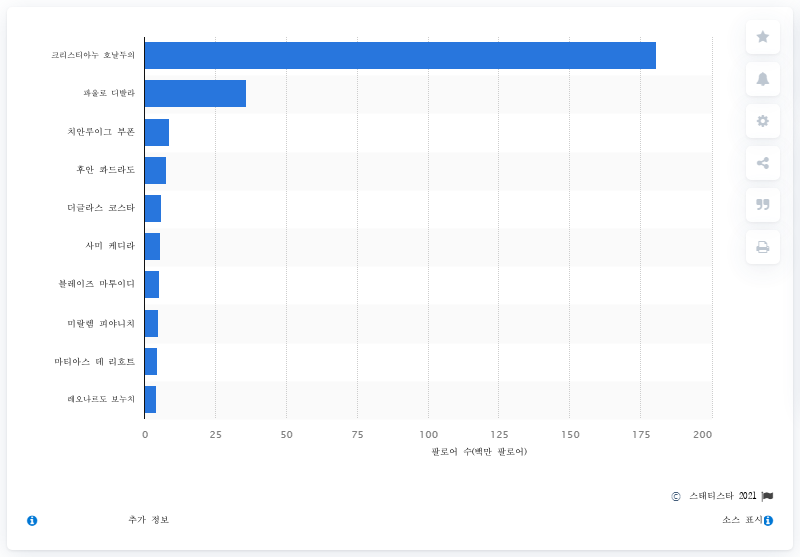 크리스티아누 호날두의
파울로 디발라
치안루이그 부폰
후안 콰드라도
더글라스 코스타
사미 케디라
블레이즈 마투이디
미랄렘 피야니치
마티아스 데 리흐트
레오나르도 보누치
0 25 50 75 100 125 150 175 200
팔로어 수(백만 팔로어)
© 스태티스타 2021
추가 정보 소스 표시